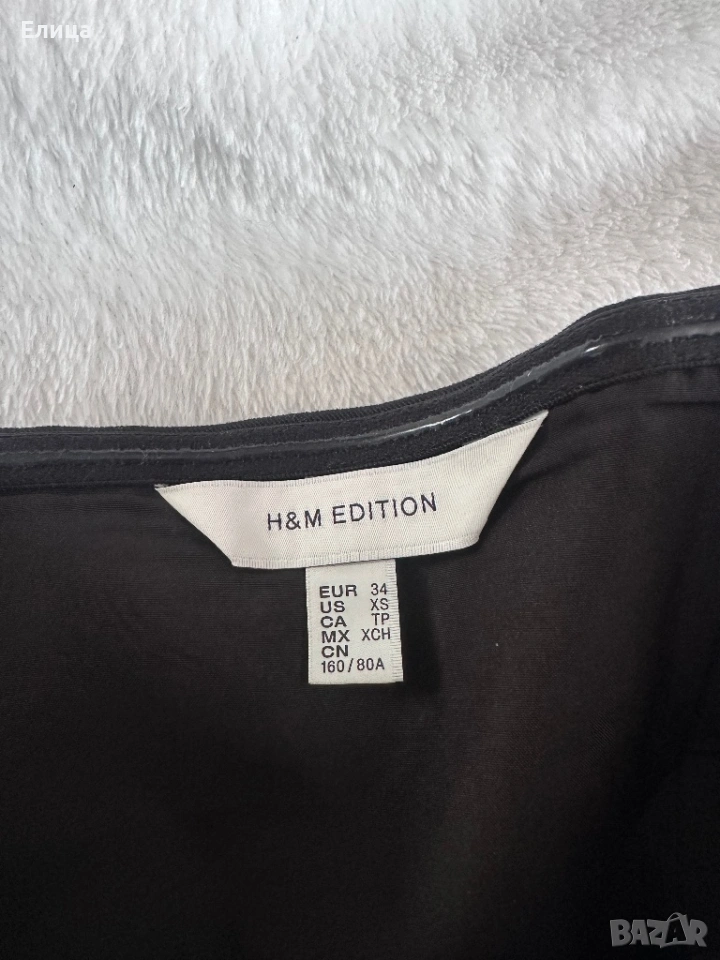 Елица
H&M EDITION
EUR 34
US XS
CA TP
MX XCH
CN
160/80A
BAZAR